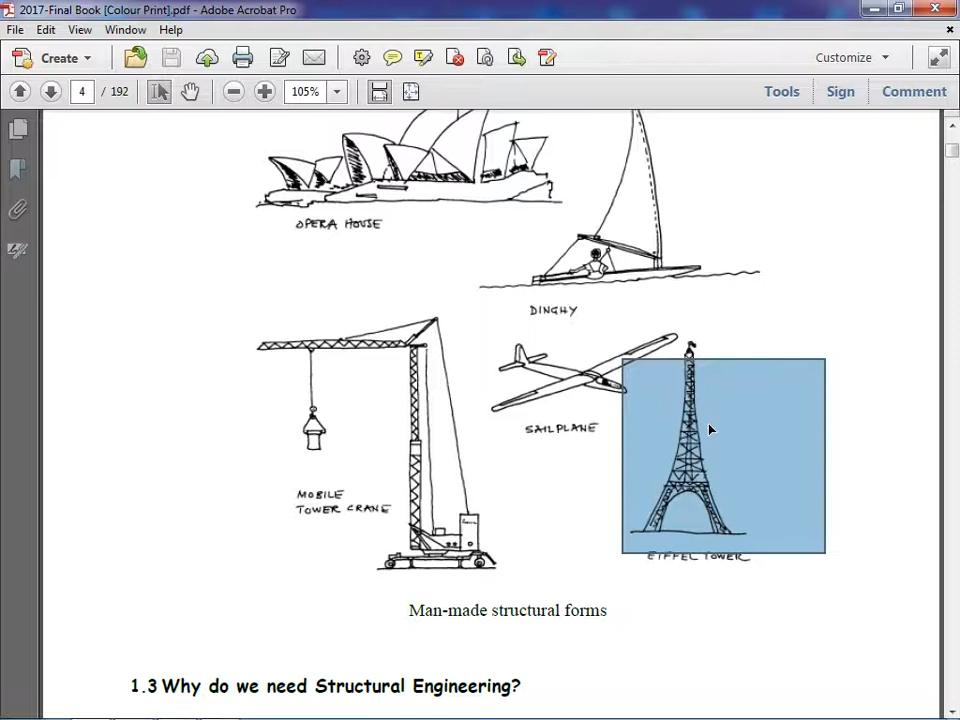 2017-Final Book [Colour Print].pdf - Adobe Acrobat Pro
File Edit View Window Help
Create Customize
4 / 192 105% Tools Sign Comment
OPERA HOUSE
DINGHY
SAILPLANE
MOBILE
TOWER CRANE
EIFFEL TOWER
Man-made structural forms
1.3 Why do we need Structural Engineering?